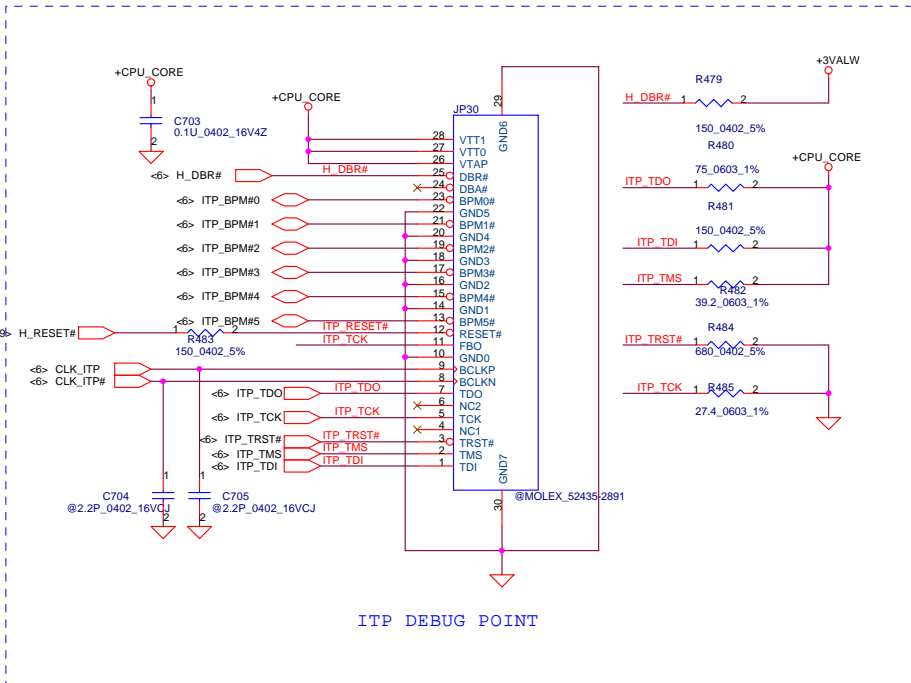 +CPU_CORE
1
C703
0.1U_0402_16V4Z
2
+CPU_CORE
JP30
29
GND6
28 VTT1
27 VTT0
26 VTAP
<6> H_DBR# H_DBR# 25 DBR#
24 DBA#
<6> ITP_BPM#0 23 BPM0#
22 GND5
<6> ITP_BPM#1 21 BPM1#
20 GND4
<6> ITP_BPM#2 19 BPM2#
18 GND3
<6> ITP_BPM#3 17 BPM3#
16 GND2
<6> ITP_BPM#4 15 BPM4#
14 GND1
<6> ITP_BPM#5 13 BPM5#
9> H_RESET# 1 2 ITP_RESET# 12 RESET#
R483
150_0402_5%
ITP_TCK 11 FBO
10 GND0
<6> CLK_ITP 9 BCLKP
<6> CLK_ITP# 8 BCLKN
<6> ITP_TDO ITP_TDO 7 TDO
6 NC2
<6> ITP_TCK ITP_TCK 5 TCK
4 NC1
<6> ITP_TRST# ITP_TRST# 3 TRST#
<6> ITP_TMS ITP_TMS 2 TMS
<6> ITP_TDI ITP_TDI 1 TDI
GND7
30
@MOLEX_52435-2891
1
C704
@2.2P_0402_16VCJ
2
1
C705
@2.2P_0402_16VCJ
2
+3VALW
R479
H_DBR# 1 2
150_0402_5%
R480
+CPU_CORE
75_0603_1%
ITP_TDO 1 2
R481
150_0402_5%
ITP_TDI 1 2
ITP_TMS 1 2
R482
39.2_0603_1%
R484
ITP_TRST# 1 2
680_0402_5%
ITP_TCK 1 2
R485
27.4_0603_1%
ITP DEBUG POINT